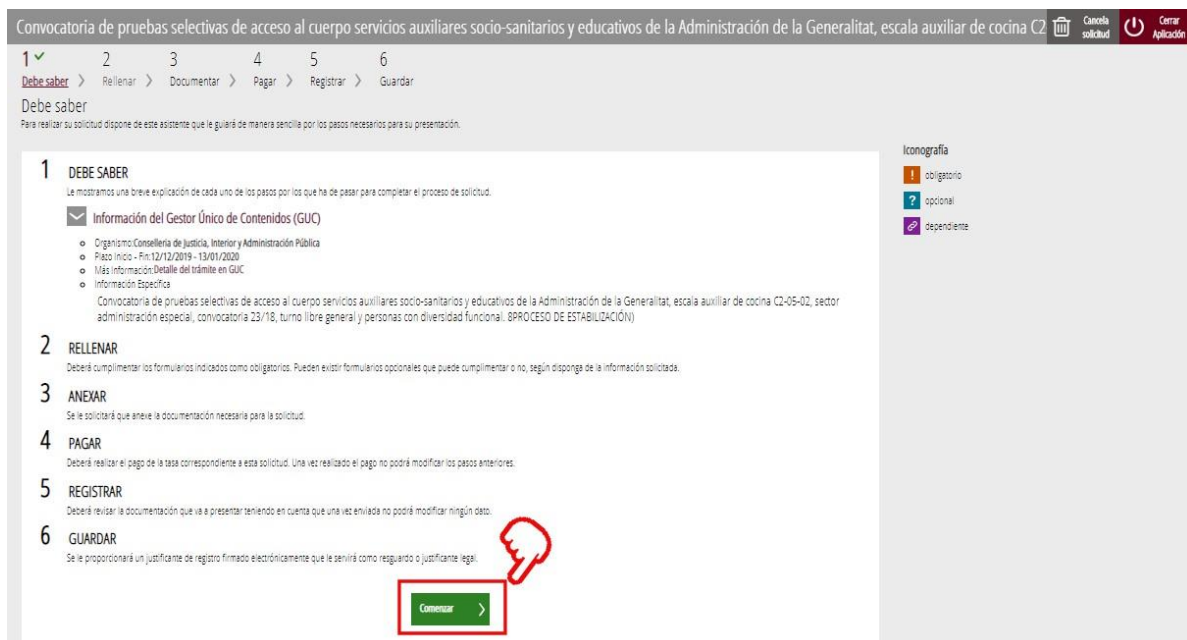 Convocatoria de pruebas selectivas de acceso al cuerpo servicios auxiliares socio-sanitarios y educativos de la Administración de la Generalitat, escala auxiliar de cocina C2
Cancela
solicitud
Cerrar
Aplicación
1 2 3 4 5 6
Debe saber > Rellenar > Documentar > Pagar > Registrar > Guardar
Debe saber
Para realizar su solicitud dispone de este asistente que le guiará de manera sencilla por los pasos necesarios para su presentación.
Iconografía
! obligatorio
? opcional
dependiente
1 DEBE SABER
Le mostramos una breve explicación de cada uno de los pasos por los que ha de pasar para completar el proceso de solicitud.
Información del Gestor Único de Contenidos (GUC)
Organismo:Conselleria de Justicia, Interior y Administración Pública
Plazo Inicio - Fin:12/12/2019 - 13/01/2020
Más Información:Detalle del trámite en GUC
Información Específica
Convocatoria de pruebas selectivas de acceso al cuerpo servicios auxiliares socio-sanitarios y educativos de la Administración de la Generalitat, escala auxiliar de cocina C2-05-02, sector
administración especial, convocatoria 23/18, turno libre general y personas con diversidad funcional. 8PROCESO DE ESTABILIZACIÓN)
2 RELLENAR
Deberá cumplimentar los formularios indicados como obligatorios. Pueden existir formularios opcionales que puede cumplimentar o no, según disponga de la información solicitada.
3 ANEXAR
Se le solicitará que anexe la documentación necesaria para la solicitud.
4 PAGAR
Deberá realizar el pago de la tasa correspondiente a esta solicitud. Una vez realizado el pago no podrá modificar los pasos anteriores.
5 REGISTRAR
Deberá revisar la documentación que va a presentar teniendo en cuenta que una vez enviada no podrá modificar ningún dato.
6 GUARDAR
Se le proporcionará un justificante de registro firmado electrónicamente que le servirá como resguardo o justificante legal.
Comenzar >